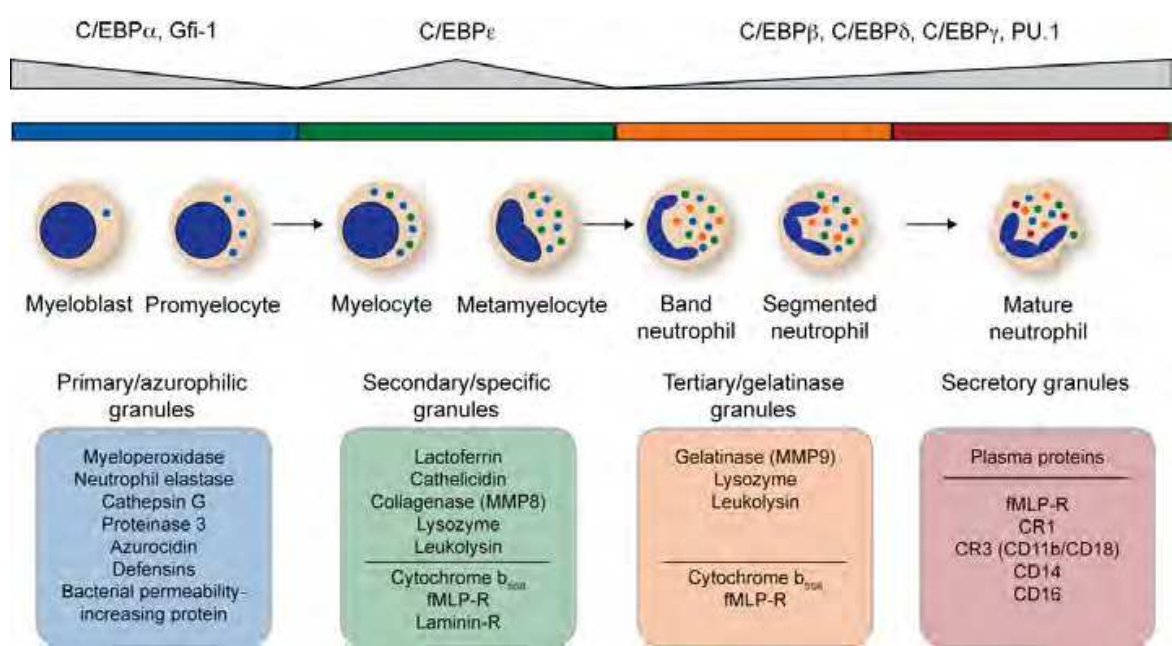 C/EBPα, Gfi-1
C/EBPε
C/EBPβ, C/EBPδ, C/EBPγ, PU.1
Myeloblast
Promyelocyte
Myelocyte
Metamyelocyte
Band
neutrophil
Segmented
neutrophil
Mature
neutrophil
Primary/azurophilic
granules
Myeloperoxidase
Neutrophil elastase
Cathepsin G
Proteinase 3
Azurocidin
Defensins
Bacterial permeability-
increasing protein
Secondary/specific
granules
Lactoferrin
Cathelicidin
Collagenase (MMP8)
Lysozyme
Leukolysin
Cytochrome b₅₅₈
fMLP-R
Laminin-R
Tertiary/gelatinase
granules
Gelatinase (MMP9)
Lysozyme
Leukolysin
Cytochrome b₅₅₈
fMLP-R
Secretory granules
Plasma proteins
fMLP-R
CR1
CR3 (CD11b/CD18)
CD14
CD16